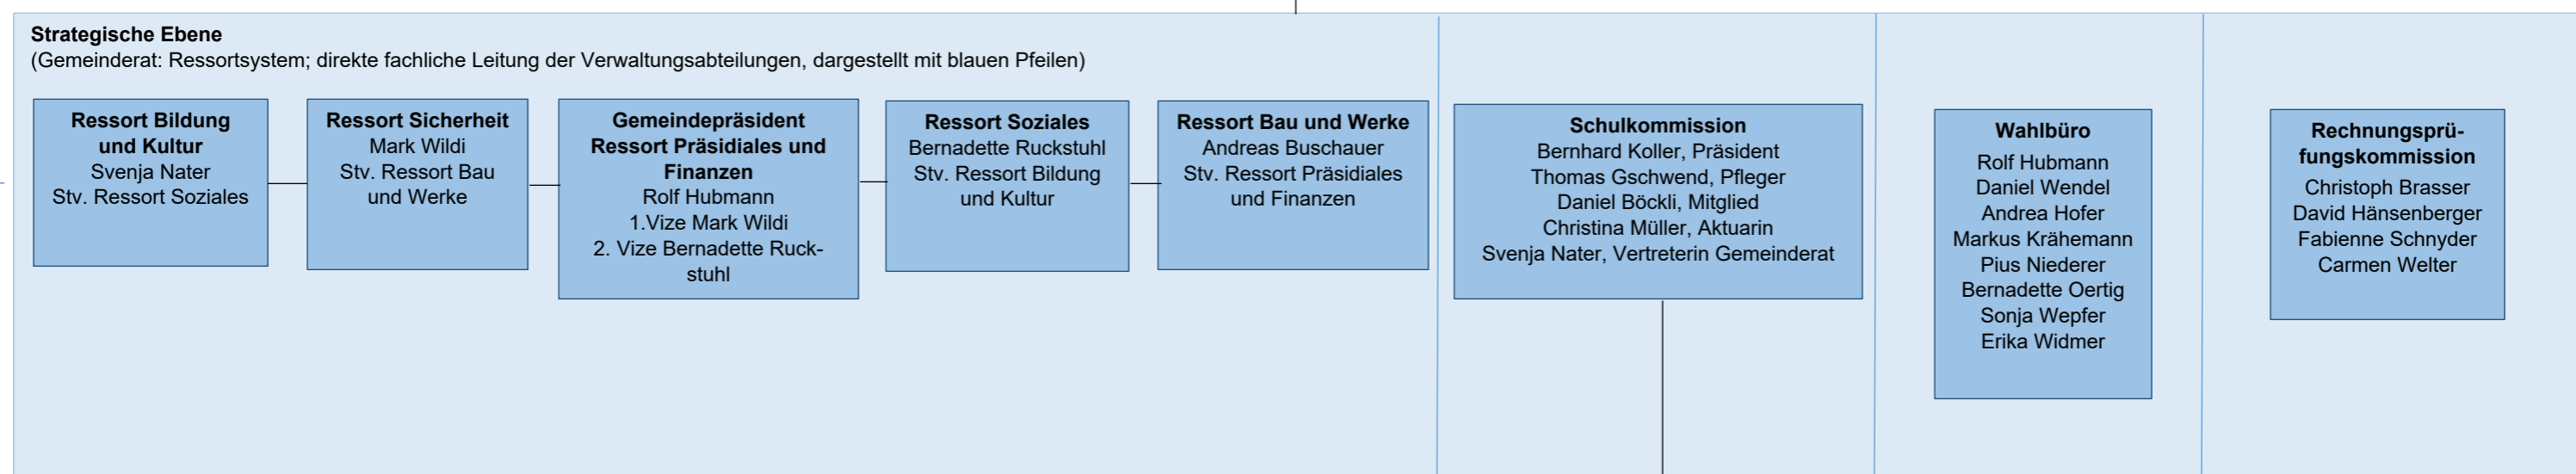 Strategische Ebene
(Gemeinderat: Ressortsystem; direkte fachliche Leitung der Verwaltungsabteilungen, dargestellt mit blauen Pfeilen)
Ressort Bildung
und Kultur
Svenja Nater
Stv. Ressort Soziales
Ressort Sicherheit
Mark Wildi
Stv. Ressort Bau
und Werke
Gemeindepräsident
Ressort Präsidiales und
Finanzen
Rolf Hubmann
1.Vize Mark Wildi
2. Vize Bernadette Ruck-
stuhl
Ressort Soziales
Bernadette Ruckstuhl
Stv. Ressort Bildung
und Kultur
Ressort Bau und Werke
Andreas Buschauer
Stv. Ressort Präsidiales
und Finanzen
Schulkommission
Bernhard Koller, Präsident
Thomas Gschwend, Pfleger
Daniel Böckli, Mitglied
Christina Müller, Aktuarin
Svenja Nater, Vertreterin Gemeinderat
Wahlbüro
Rolf Hubmann
Daniel Wendel
Andrea Hofer
Markus Krähemann
Pius Niederer
Bernadette Oertig
Sonja Wepfer
Erika Widmer
Rechnungsprü-
fungskommission
Christoph Brasser
David Hänsenberger
Fabienne Schnyder
Carmen Welter